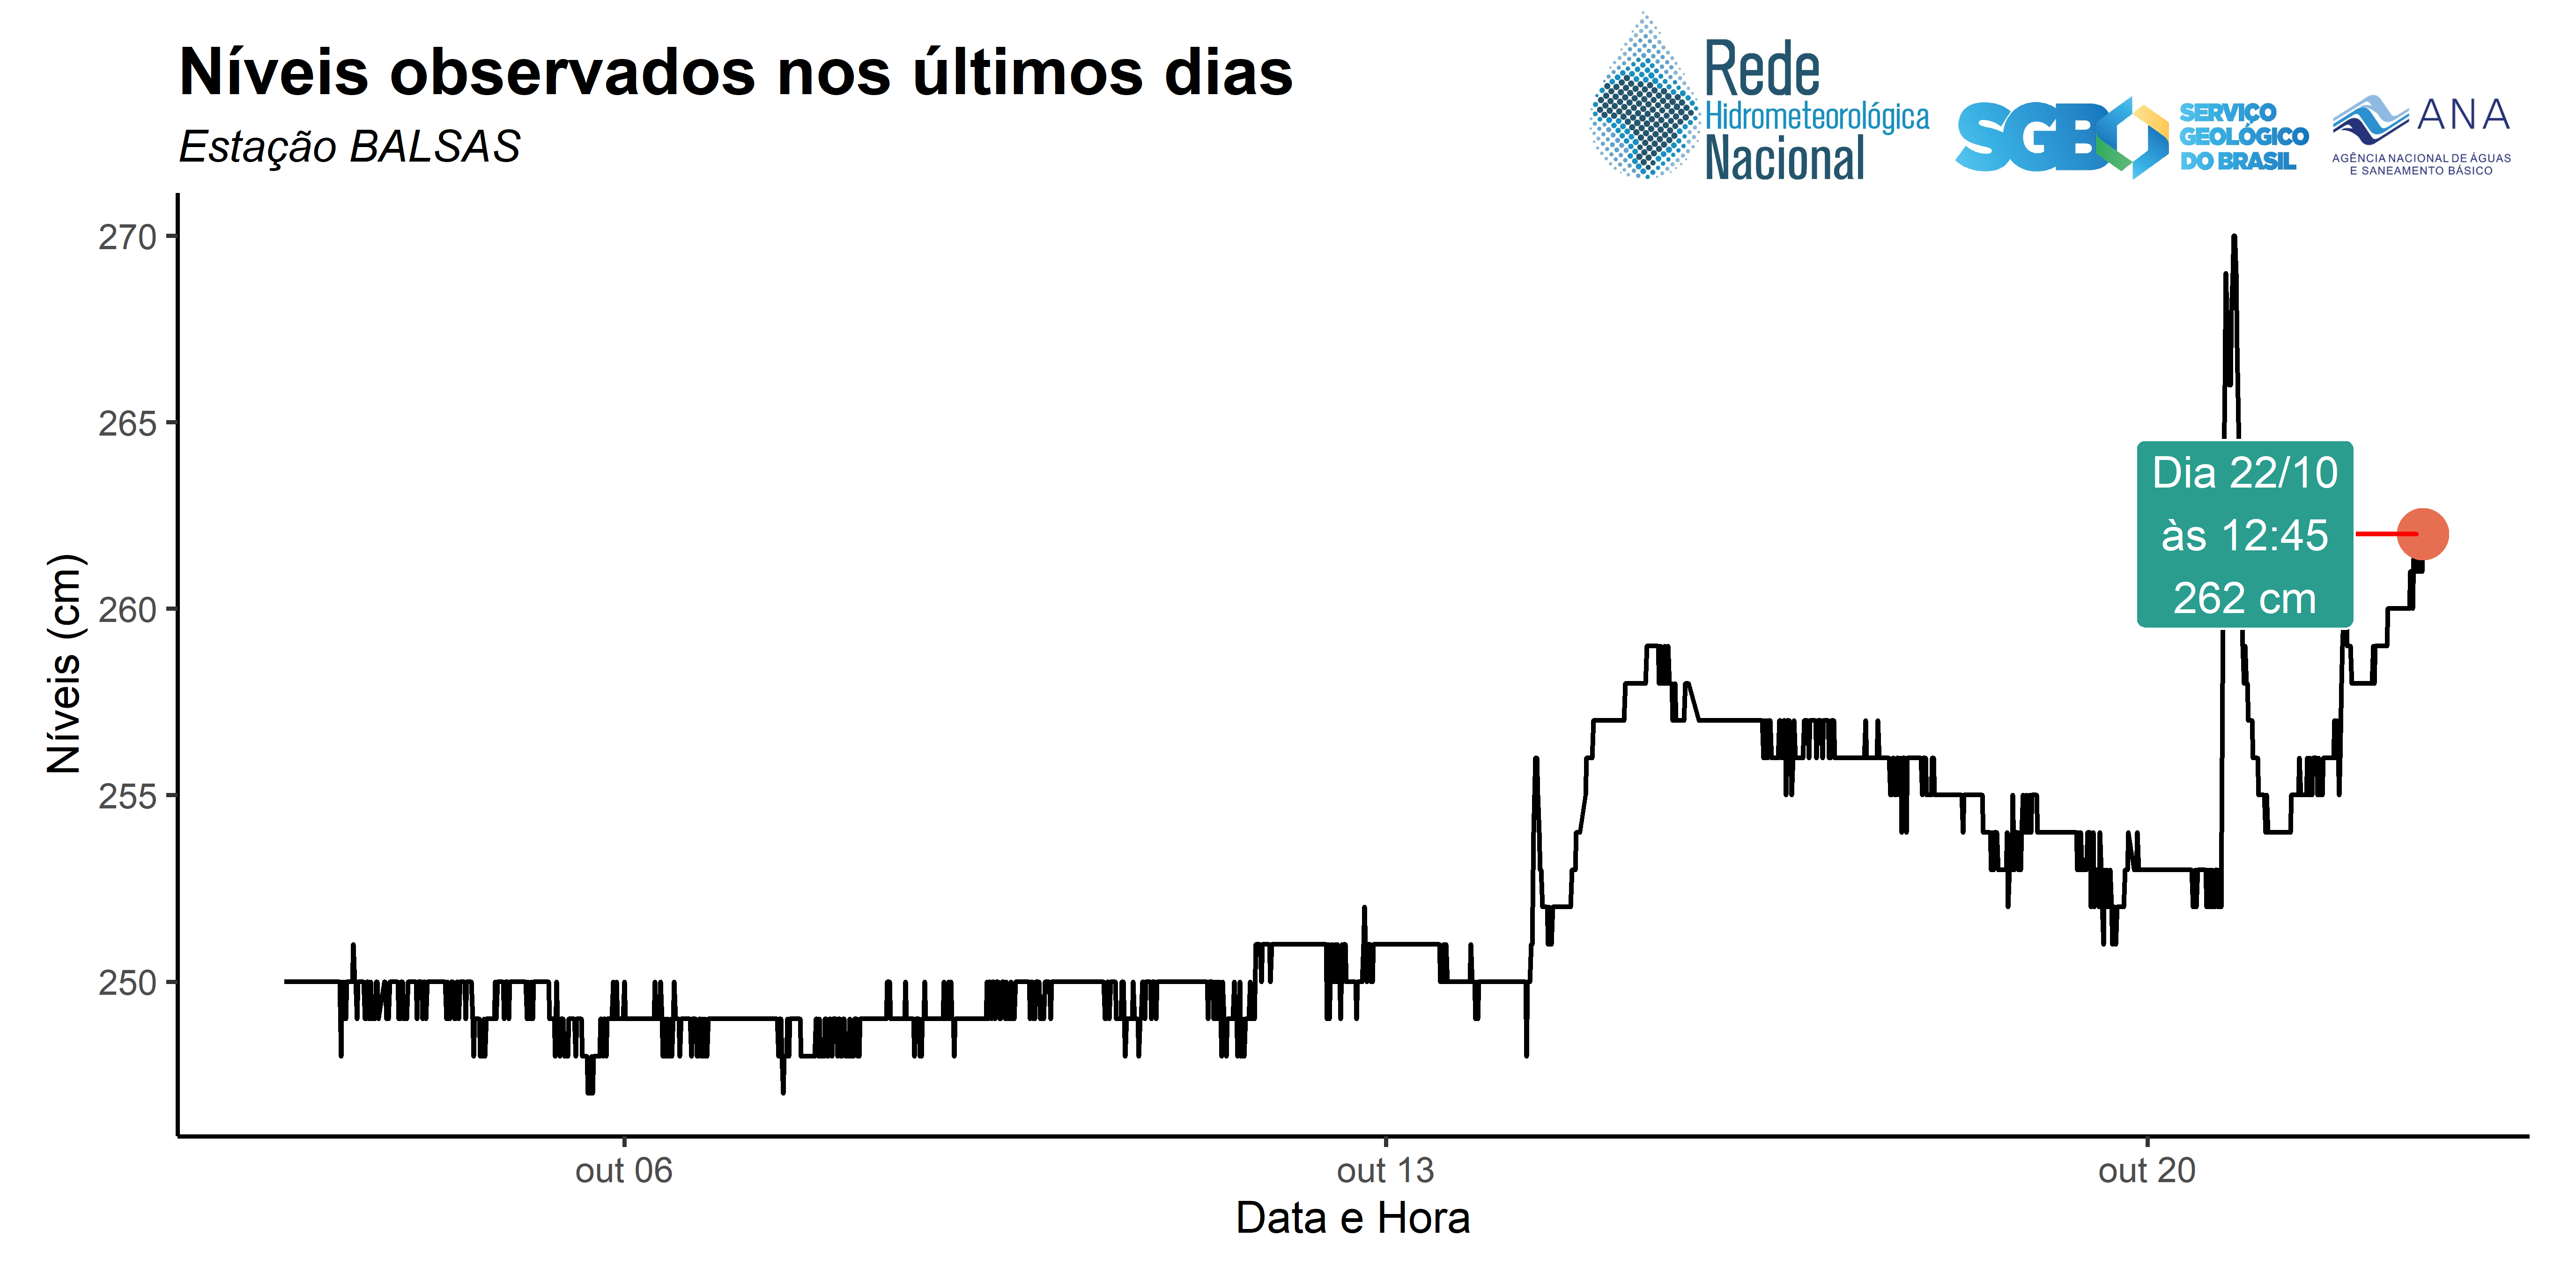 Níveis observados nos últimos dias
Estação BALSAS
Rede
Hidrometeorológica
Nacional
SGB
SERVIÇO
GEOLÓGICO
DO BRASIL
ANA
AGÊNCIA NACIONAL DE ÁGUAS
E SANEAMENTO BÁSICO
Níveis (cm)
270
265
260
255
250
Dia 22/10
às 12:45
262 cm
out 06
out 13
out 20
Data e Hora